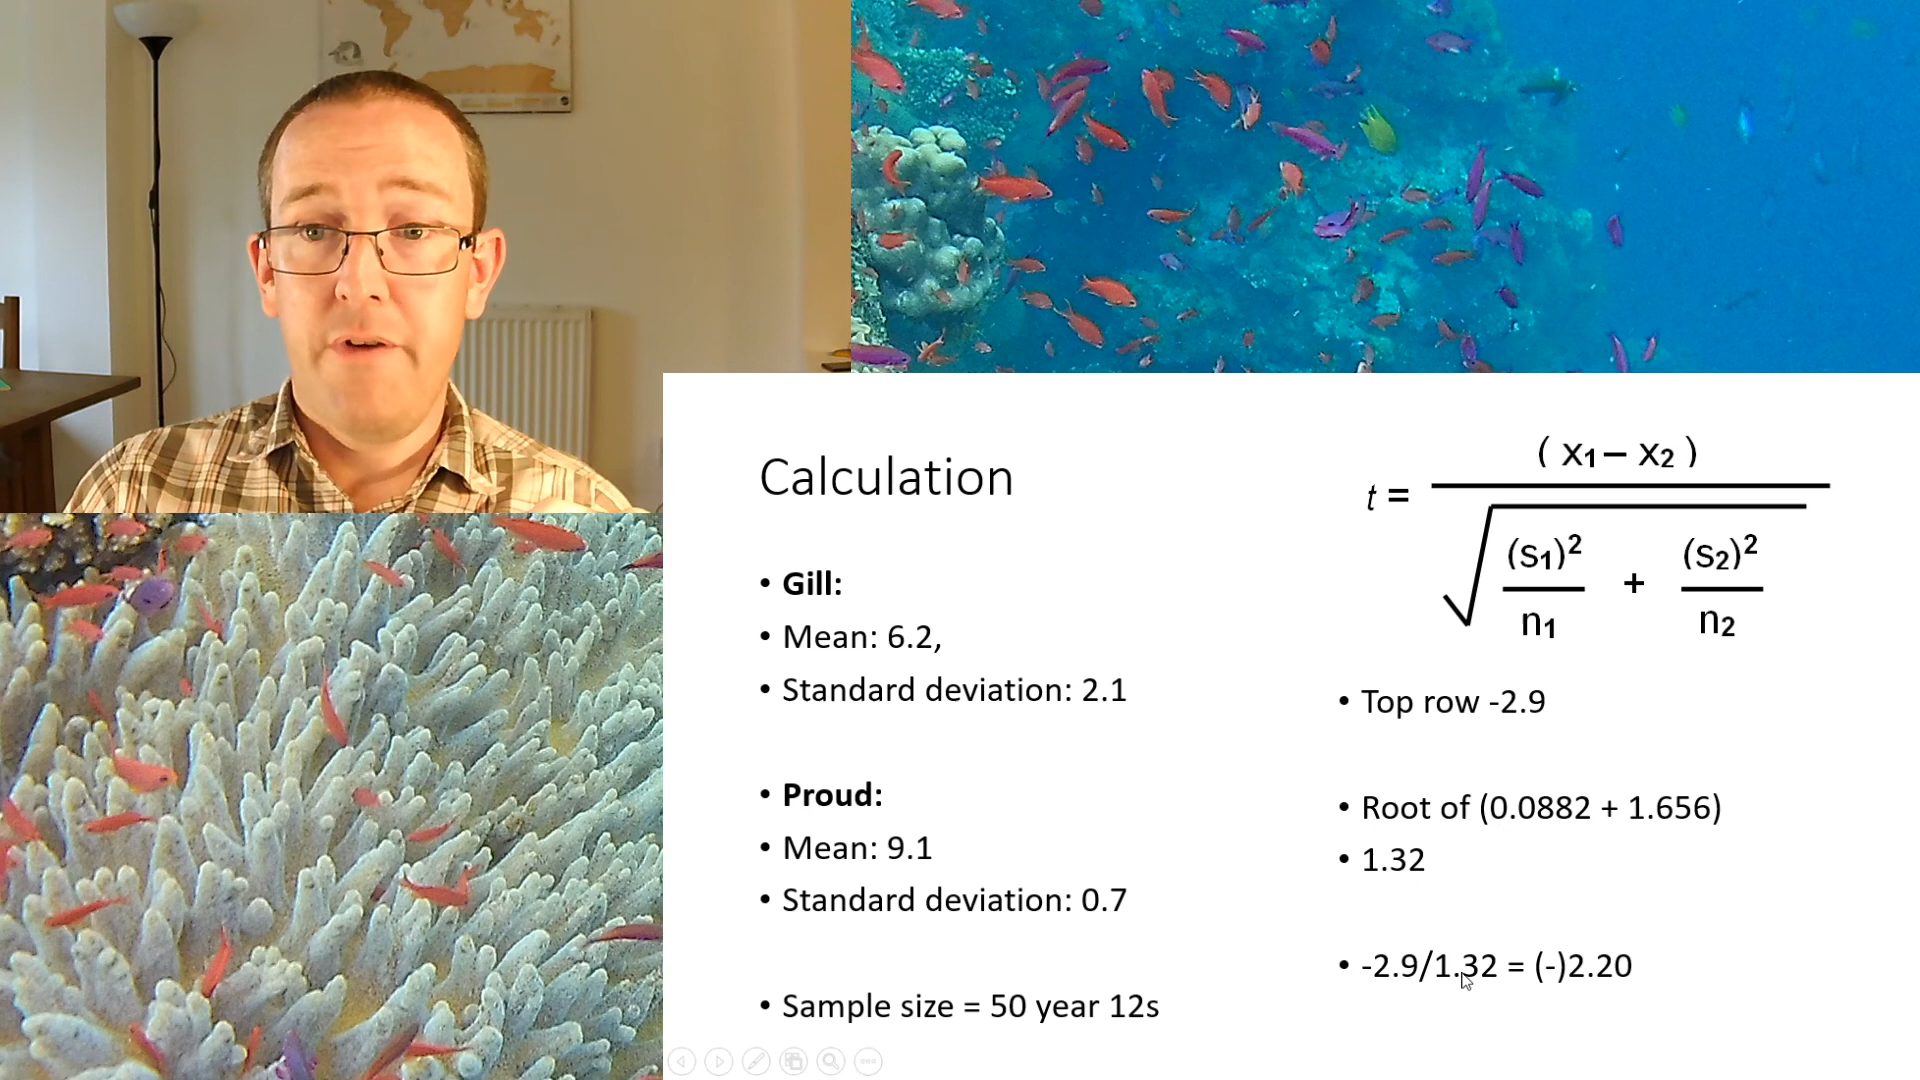 Calculation
• Gill:
• Mean: 6.2,
• Standard deviation: 2.1
• Proud:
• Mean: 9.1
• Standard deviation: 0.7
• Sample size = 50 year 12s
( x₁ – x₂ )
t =
(s₁)² + (s₂)²
n₁ n₂
• Top row -2.9
• Root of (0.0882 + 1.656)
• 1.32
• -2.9/1.32 = (-)2.20